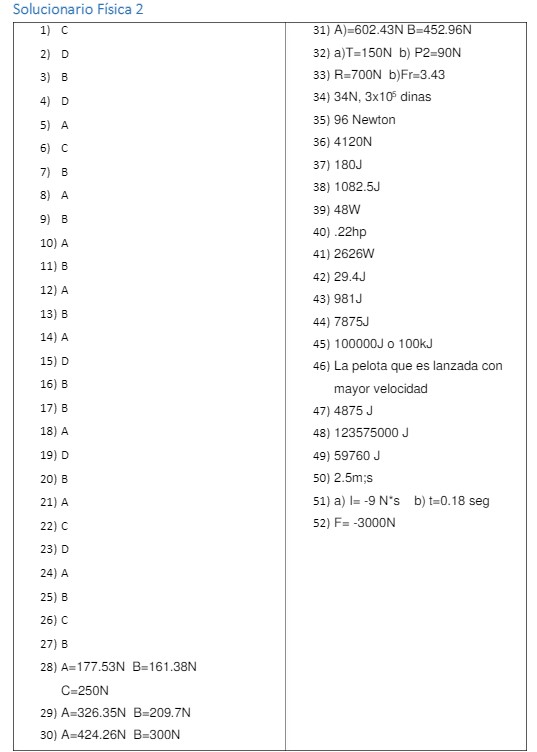 Solucionario Física 2
1) C
2) D
3) B
4) D
5) A
6) C
7) B
8) A
9) B
10) A
11) B
12) A
13) B
14) A
15) D
16) B
17) B
18) A
19) D
20) B
21) A
22) C
23) D
24) A
25) B
26) C
27) B
28) A=177.53N B=161.38N
C=250N
29) A=326.35N B=209.7N
30) A=424.26N B=300N
31) A)=602.43N B=452.96N
32) a)T=150N b) P2=90N
33) R=700N b)Fr=3.43
34) 34N, 3x10⁵ dinas
35) 96 Newton
36) 4120N
37) 180J
38) 1082.5J
39) 48W
40) .22hp
41) 2626W
42) 29.4J
43) 981J
44) 7875J
45) 100000J o 100kJ
46) La pelota que es lanzada con
mayor velocidad
47) 4875 J
48) 123575000 J
49) 59760 J
50) 2.5m;s
51) a) I= -9 N*s b) t=0.18 seg
52) F= -3000N